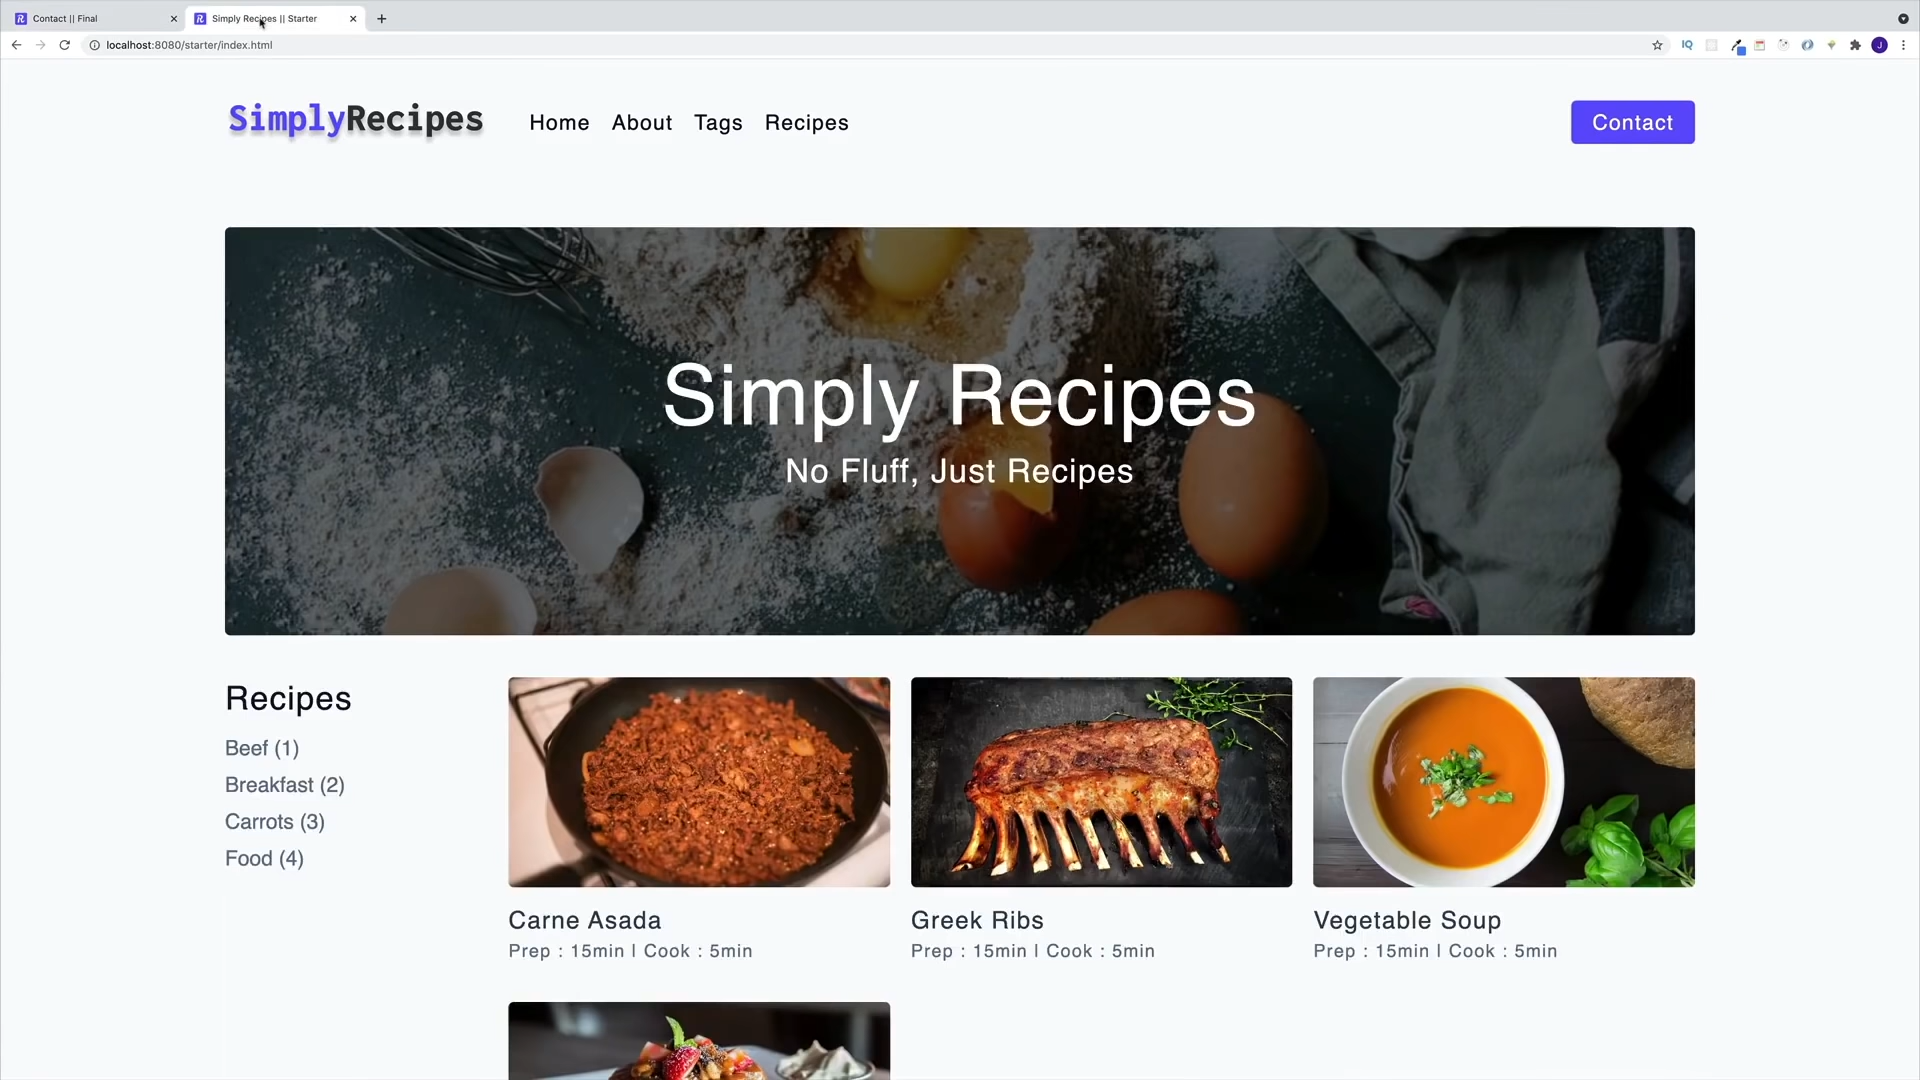 Contact || Final
Simply Recipes || Starter
localhost:8080/starter/index.html
IQ
J
SimplyRecipes
Home
About
Tags
Recipes
Contact
Simply Recipes
No Fluff, Just Recipes
Recipes
Beef (1)
Breakfast (2)
Carrots (3)
Food (4)
Carne Asada
Prep : 15min | Cook : 5min
Greek Ribs
Prep : 15min | Cook : 5min
Vegetable Soup
Prep : 15min | Cook : 5min